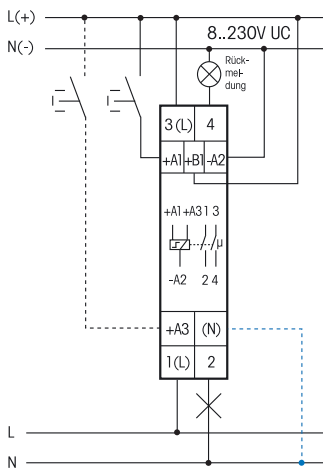 L(+)
N(-)
8..230V UC
Rück-
mel-
dung
3 (L) 4
+A1 +B1 -A2
+A1 +A3 1 3
µ
-A2 2 4
+A3 (N)
1(L) 2
L
N